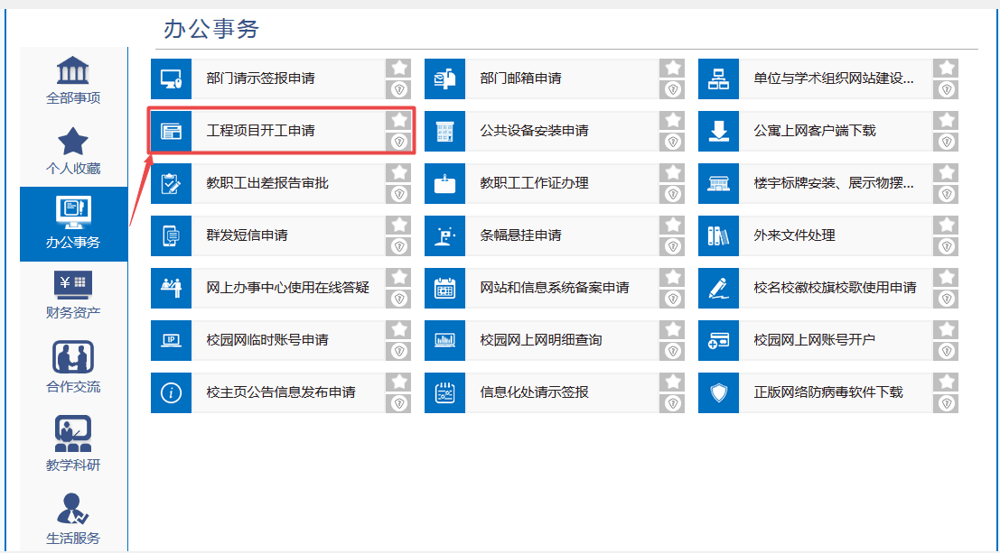 办公事务
全部事项
个人收藏
办公事务
财务资产
合作交流
教学科研
生活服务
部门请示签报申请
部门邮箱申请
单位与学术组织网站建设...
工程项目开工申请
公共设备安装申请
公寓上网客户端下载
教职工出差报告审批
教职工工作证办理
楼宇标牌安装、展示物摆...
群发短信申请
条幅悬挂申请
外来文件处理
网上办事中心使用在线答疑
网站和信息系统备案申请
校名校徽校旗校歌使用申请
校园网临时账号申请
校园网上网明细查询
校园网上网账号开户
校主页公告信息发布申请
信息化处请示签报
正版网络防病毒软件下载